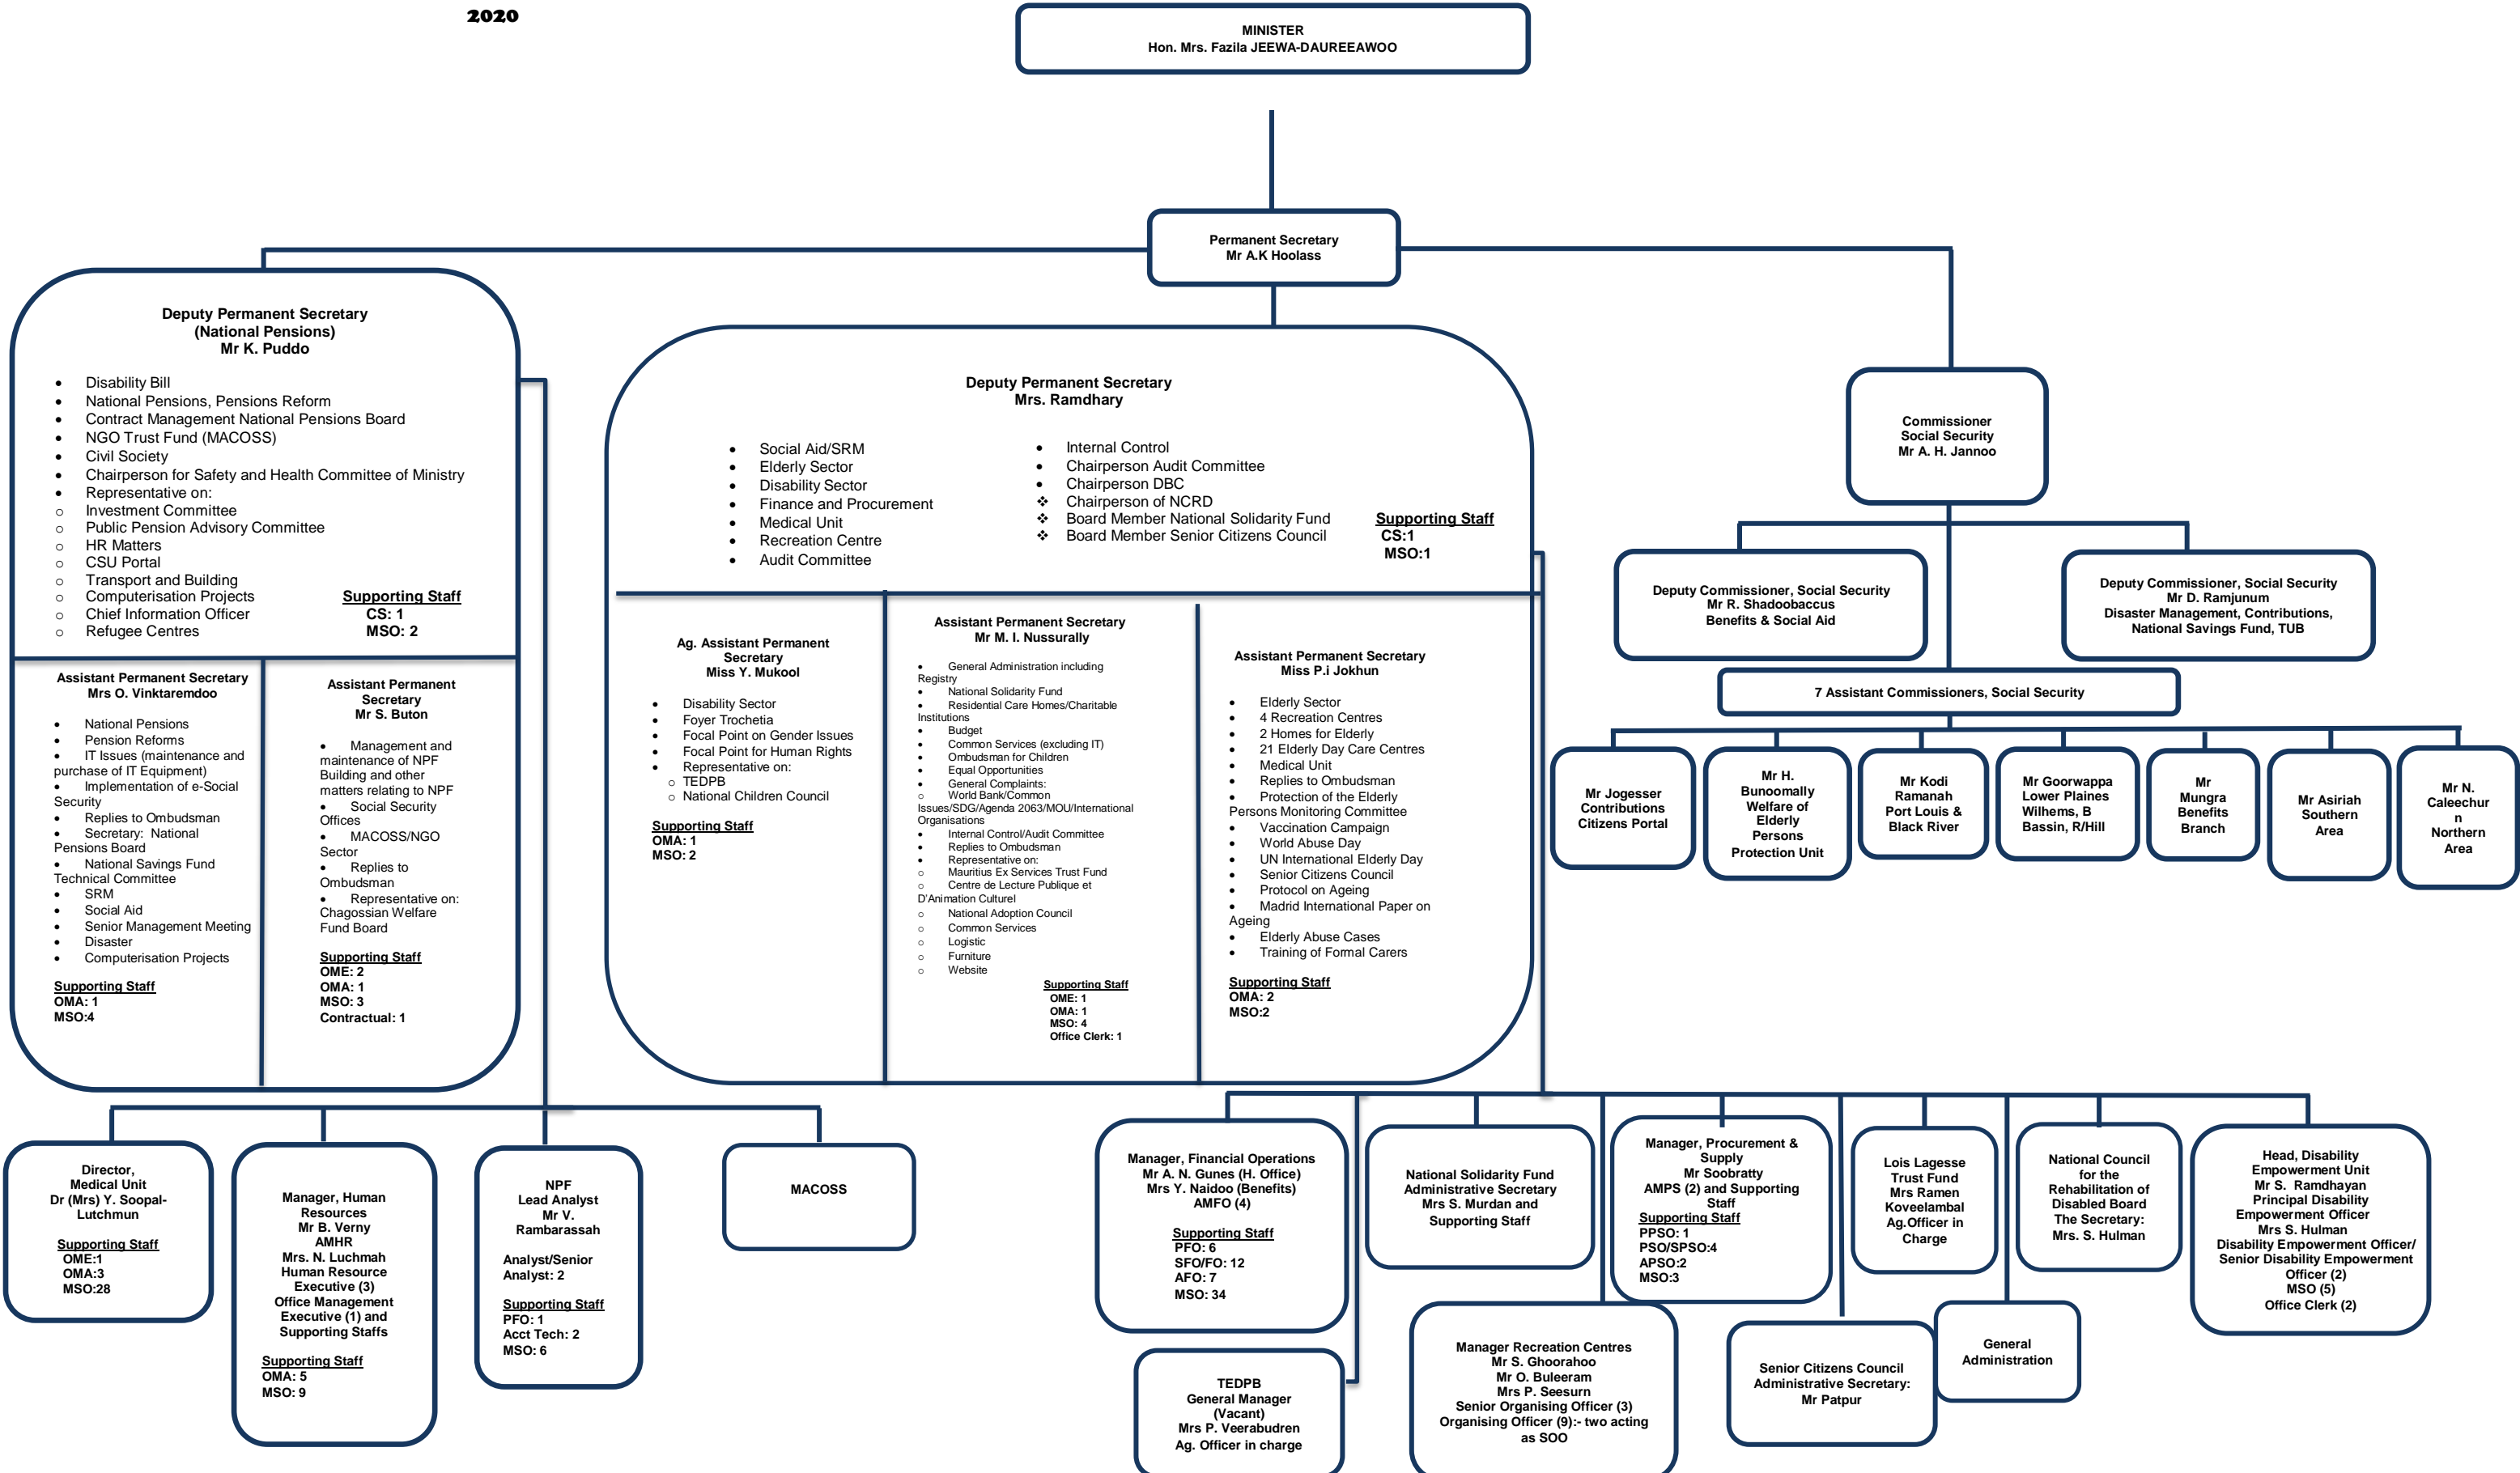 2020
MINISTER
Hon. Mrs. Fazila JEEWA-DAUREEAWOO
Permanent Secretary
Mr A.K Hoolass
Deputy Permanent Secretary
(National Pensions)
Mr K. Puddo
• Disability Bill
• National Pensions, Pensions Reform
• Contract Management National Pensions Board
• NGO Trust Fund (MACOSS)
• Civil Society
• Chairperson for Safety and Health Committee of Ministry
• Representative on:
o Investment Committee
o Public Pension Advisory Committee
o HR Matters
o CSU Portal
o Transport and Building
o Computerisation Projects
o Chief Information Officer
o Refugee Centres
Supporting Staff
CS: 1
MSO: 2
Assistant Permanent Secretary
Mrs O. Vinktaremdoo
• National Pensions
• Pension Reforms
• IT Issues (maintenance and
purchase of IT Equipment)
• Implementation of e-Social
Security
• Replies to Ombudsman
• Secretary: National
Pensions Board
• National Savings Fund
Technical Committee
• SRM
• Social Aid
• Senior Management Meeting
• Disaster
• Computerisation Projects
Supporting Staff
OMA: 1
MSO:4
Assistant Permanent
Secretary
Mr S. Buton
• Management and
maintenance of NPF
Building and other
matters relating to NPF
• Social Security
Offices
• MACOSS/NGO
Sector
• Replies to
Ombudsman
• Representative on:
Chagossian Welfare
Fund Board
Supporting Staff
OME: 2
OMA: 1
MSO: 3
Contractual: 1
Deputy Permanent Secretary
Mrs. Ramdhary
• Social Aid/SRM
• Elderly Sector
• Disability Sector
• Finance and Procurement
• Medical Unit
• Recreation Centre
• Audit Committee
• Internal Control
• Chairperson Audit Committee
• Chairperson DBC
❖ Chairperson of NCRD
❖ Board Member National Solidarity Fund
❖ Board Member Senior Citizens Council
Supporting Staff
CS:1
MSO:1
Ag. Assistant Permanent
Secretary
Miss Y. Mukool
• Disability Sector
• Foyer Trochetia
• Focal Point on Gender Issues
• Focal Point for Human Rights
• Representative on:
o TEDPB
o National Children Council
Supporting Staff
OMA: 1
MSO: 2
Assistant Permanent Secretary
Mr M. I. Nussurally
• General Administration including
Registry
• National Solidarity Fund
• Residential Care Homes/Charitable
Institutions
• Budget
• Common Services (excluding IT)
• Ombudsman for Children
• Equal Opportunities
• General Complaints:
o World Bank/Common
Issues/SDG/Agenda 2063/MOU/International
Organisations
• Internal Control/Audit Committee
• Replies to Ombudsman
• Representative on:
o Mauritius Ex Services Trust Fund
o Centre de Lecture Publique et
D'Animation Culturel
o National Adoption Council
o Common Services
o Logistic
o Furniture
o Website
Supporting Staff
OME: 1
OMA: 1
MSO: 4
Office Clerk: 1
Assistant Permanent Secretary
Miss P.i Jokhun
• Elderly Sector
• 4 Recreation Centres
• 2 Homes for Elderly
• 21 Elderly Day Care Centres
• Medical Unit
• Replies to Ombudsman
• Protection of the Elderly
Persons Monitoring Committee
• Vaccination Campaign
• World Abuse Day
• UN International Elderly Day
• Senior Citizens Council
• Protocol on Ageing
• Madrid International Paper on
Ageing
• Elderly Abuse Cases
• Training of Formal Carers
Supporting Staff
OMA: 2
MSO:2
Commissioner
Social Security
Mr A. H. Jannoo
Deputy Commissioner, Social Security
Mr R. Shadoobaccus
Benefits & Social Aid
Deputy Commissioner, Social Security
Mr D. Ramjunum
Disaster Management, Contributions,
National Savings Fund, TUB
7 Assistant Commissioners, Social Security
Mr Jogesser
Contributions
Citizens Portal
Mr H.
Bunoomally
Welfare of
Elderly
Persons
Protection Unit
Mr Kodi
Ramanah
Port Louis &
Black River
Mr Goorwappa
Lower Plaines
Wilhems, B
Bassin, R/Hill
Mr
Mungra
Benefits
Branch
Mr Asiriah
Southern
Area
Mr N.
Caleechur
n
Northern
Area
Director,
Medical Unit
Dr (Mrs) Y. Soopal-
Lutchmun
Supporting Staff
OME:1
OMA:3
MSO:28
Manager, Human
Resources
Mr B. Verny
AMHR
Mrs. N. Luchmah
Human Resource
Executive (3)
Office Management
Executive (1) and
Supporting Staffs
Supporting Staff
OMA: 5
MSO: 9
NPF
Lead Analyst
Mr V.
Rambarassah
Analyst/Senior
Analyst: 2
Supporting Staff
PFO: 1
Acct Tech: 2
MSO: 6
MACOSS
Manager, Financial Operations
Mr A. N. Gunes (H. Office)
Mrs Y. Naidoo (Benefits)
AMFO (4)
Supporting Staff
PFO: 6
SFO/FO: 12
AFO: 7
MSO: 34
TEDPB
General Manager
(Vacant)
Mrs P. Veerabudren
Ag. Officer in charge
National Solidarity Fund
Administrative Secretary
Mrs S. Murdan and
Supporting Staff
Manager Recreation Centres
Mr S. Ghoorahoo
Mr O. Buleeram
Mrs P. Seesurn
Senior Organising Officer (3)
Organising Officer (9):- two acting
as SOO
Manager, Procurement &
Supply
Mr Soobratty
AMPS (2) and Supporting
Staff
Supporting Staff
PPSO: 1
PSO/SPSO:4
APSO:2
MSO:3
Senior Citizens Council
Administrative Secretary:
Mr Patpur
Lois Lagesse
Trust Fund
Mrs Ramen
Koveelambal
Ag.Officer in
Charge
General
Administration
National Council
for the
Rehabilitation of
Disabled Board
The Secretary:
Mrs. S. Hulman
Head, Disability
Empowerment Unit
Mr S. Ramdhayan
Principal Disability
Empowerment Officer
Mrs S. Hulman
Disability Empowerment Officer/
Senior Disability Empowerment
Officer (2)
MSO (5)
Office Clerk (2)